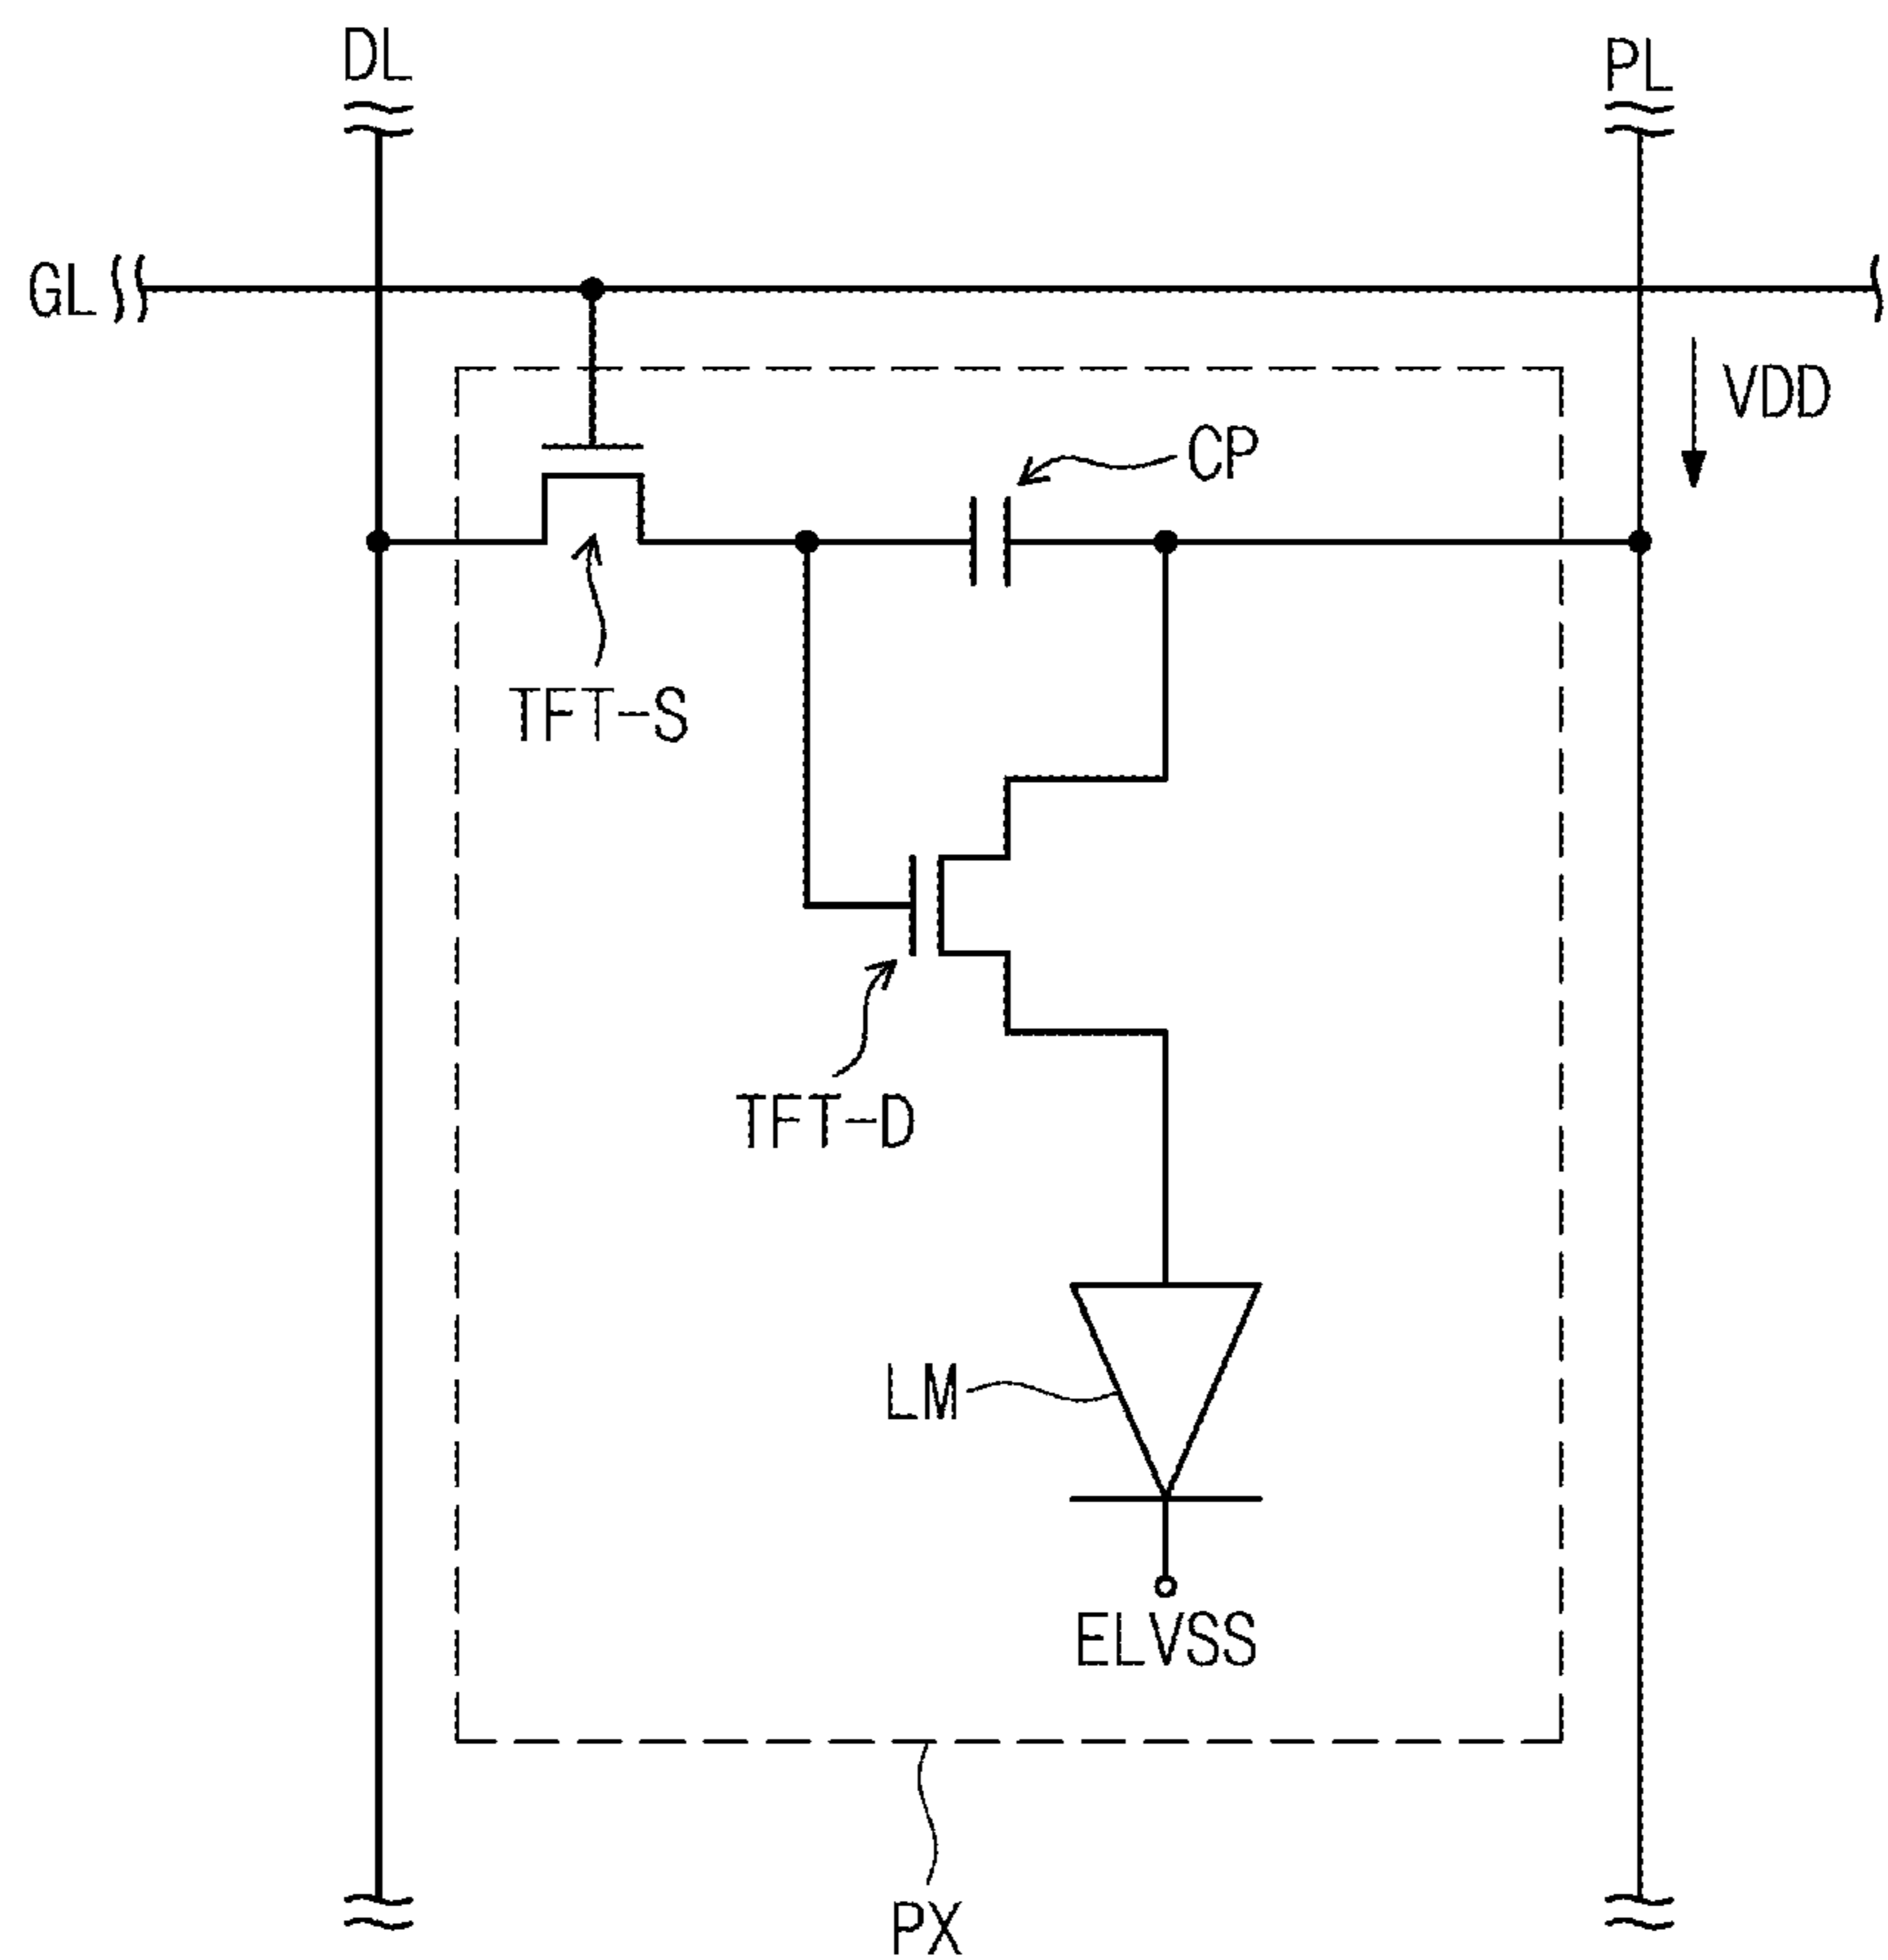 DL
PL
GL
VDD
CP
TFT-S
TFT-D
LM
ELVSS
PX